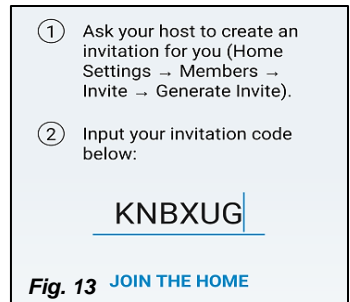 1 Ask your host to create an
invitation for you (Home
Settings → Members →
Invite → Generate Invite).
2 Input your invitation code
below:
KNBXUG
Fig. 13 JOIN THE HOME